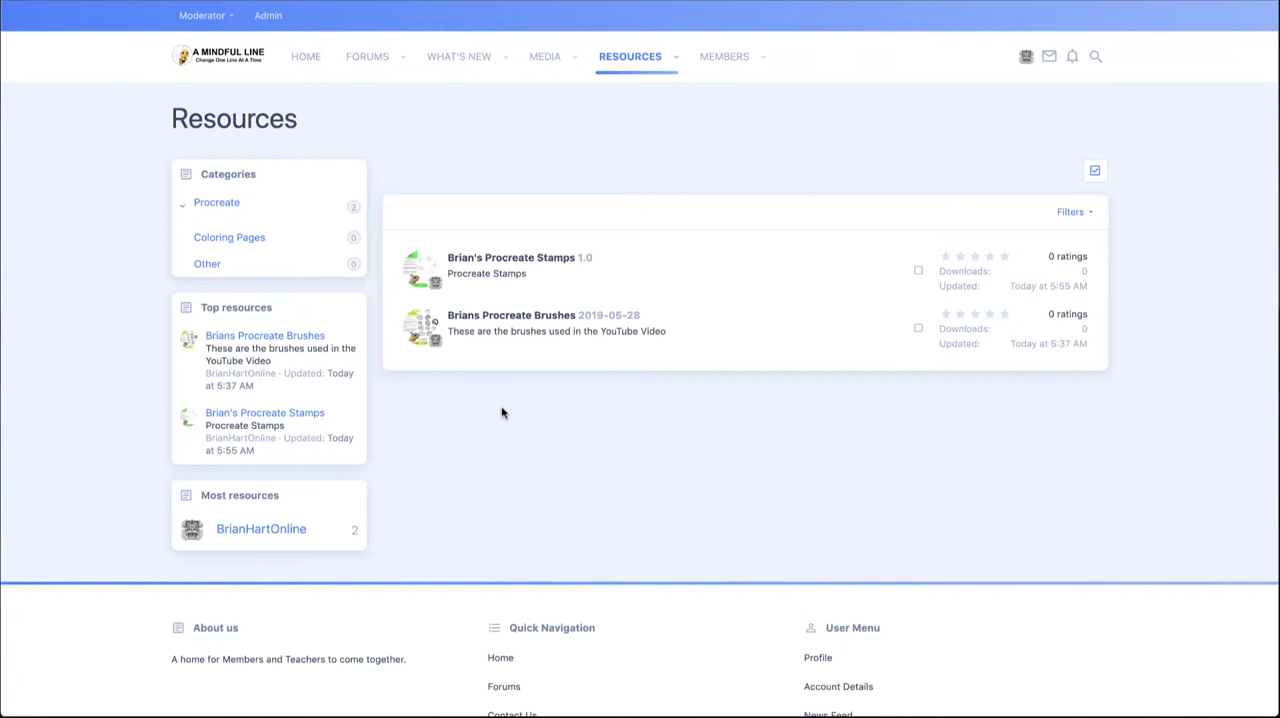 Moderator Admin
A MINDFUL LINE
Change One Line At A Time
HOME FORUMS WHAT'S NEW MEDIA RESOURCES MEMBERS
Resources
Categories
Procreate 2
Coloring Pages 0
Other 0
Top resources
Brians Procreate Brushes
These are the brushes used in the
YouTube Video
BrianHartOnline · Updated: Today
at 5:37 AM
Brian's Procreate Stamps
Procreate Stamps
BrianHartOnline · Updated: Today
at 5:55 AM
Most resources
BrianHartOnline 2
Filters
Brian's Procreate Stamps 1.0
Procreate Stamps
0 ratings
Downloads: 0
Updated: Today at 5:55 AM
Brians Procreate Brushes 2019-05-28
These are the brushes used in the YouTube Video
0 ratings
Downloads: 0
Updated: Today at 5:37 AM
About us
A home for Members and Teachers to come together.
Quick Navigation
Home
Forums
Contact Us
User Menu
Profile
Account Details
News Feed